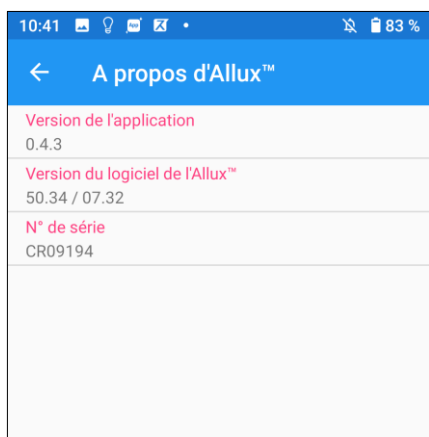 10:41 83 %
A propos d'Allux™
Version de l'application
0.4.3
Version du logiciel de l'Allux™
50.34 / 07.32
N° de série
CR09194